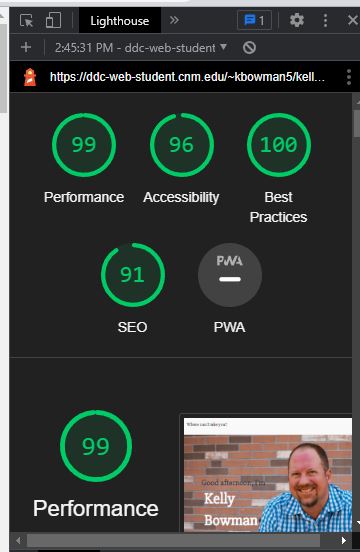 Lighthouse
1
2:45:31 PM - ddc-web-student
https://ddc-web-student.cnm.edu/~kbowman5/kell...
99
96
100
Performance
Accessibility
Best
Practices
91
PWA
SEO
PWA
99
Performance
Where can I take you?
Good afternoon, I'm
Kelly
Bowman